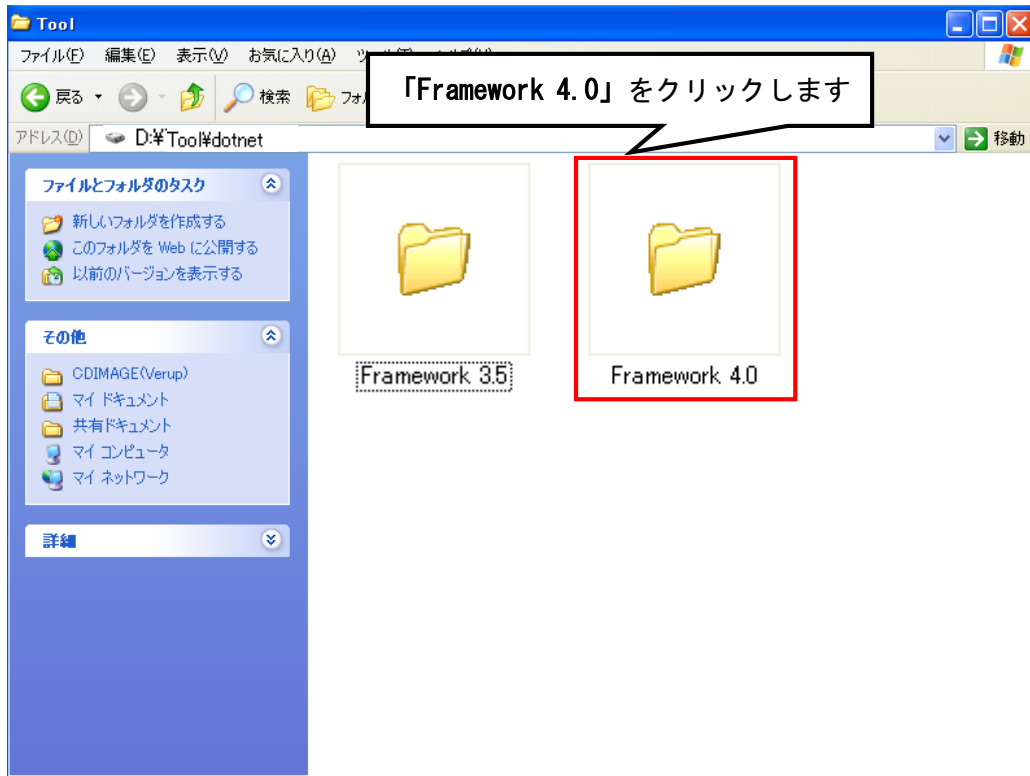 Tool
ファイル(F) 編集(E) 表示(V) お気に入り(A)
「Framework 4.0」をクリックします
戻る 検索
アドレス(D) D:¥Tool¥dotnet 移動
ファイルとフォルダのタスク
新しいフォルダを作成する
このフォルダを Web に公開する
以前のバージョンを表示する
その他
CDIMAGE(Verup)
マイ ドキュメント
共有ドキュメント
マイ コンピュータ
マイ ネットワーク
詳細
Framework 3.5
Framework 4.0